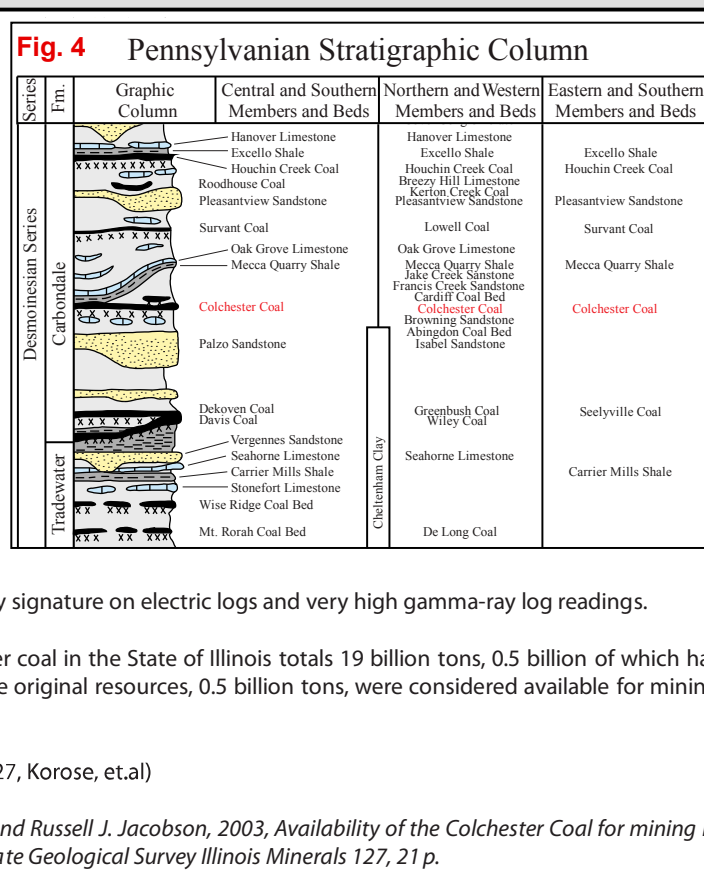 Fig. 4 Pennsylvanian Stratigraphic Column
Series
Fm.
Graphic Column
Central and Southern Members and Beds
Northern and Western Members and Beds
Eastern and Southern Members and Beds
Desmoinesian Series
Carbondale
Tradewater
Hanover Limestone
Excello Shale
Houchin Creek Coal
Roodhouse Coal
Pleasantview Sandstone
Survant Coal
Oak Grove Limestone
Mecca Quarry Shale
Colchester Coal
Palzo Sandstone
Dekoven Coal
Davis Coal
Vergennes Sandstone
Seahorne Limestone
Carrier Mills Shale
Stonefort Limestone
Wise Ridge Coal Bed
Mt. Rorah Coal Bed
Cheltenham Clay
Hanover Limestone
Excello Shale
Houchin Creek Coal
Breezy Hill Limestone
Kerton Creek Coal
Pleasantview Sandstone
Lowell Coal
Oak Grove Limestone
Mecca Quarry Shale
Jake Creek Sanstone
Francis Creek Sandstone
Cardiff Coal Bed
Colchester Coal
Browning Sandstone
Abingdon Coal Bed
Isabel Sandstone
Greenbush Coal
Wiley Coal
Seahorne Limestone
De Long Coal
Excello Shale
Houchin Creek Coal
Pleasantview Sandstone
Survant Coal
Mecca Quarry Shale
Colchester Coal
Seelyville Coal
Carrier Mills Shale
y signature on electric logs and very high gamma-ray log readings.
er coal in the State of Illinois totals 19 billion tons, 0.5 billion of which ha
e original resources, 0.5 billion tons, were considered available for minin
27, Korose, et.al)
nd Russell J. Jacobson, 2003, Availability of the Colchester Coal for mining
ate Geological Survey Illinois Minerals 127, 21 p.